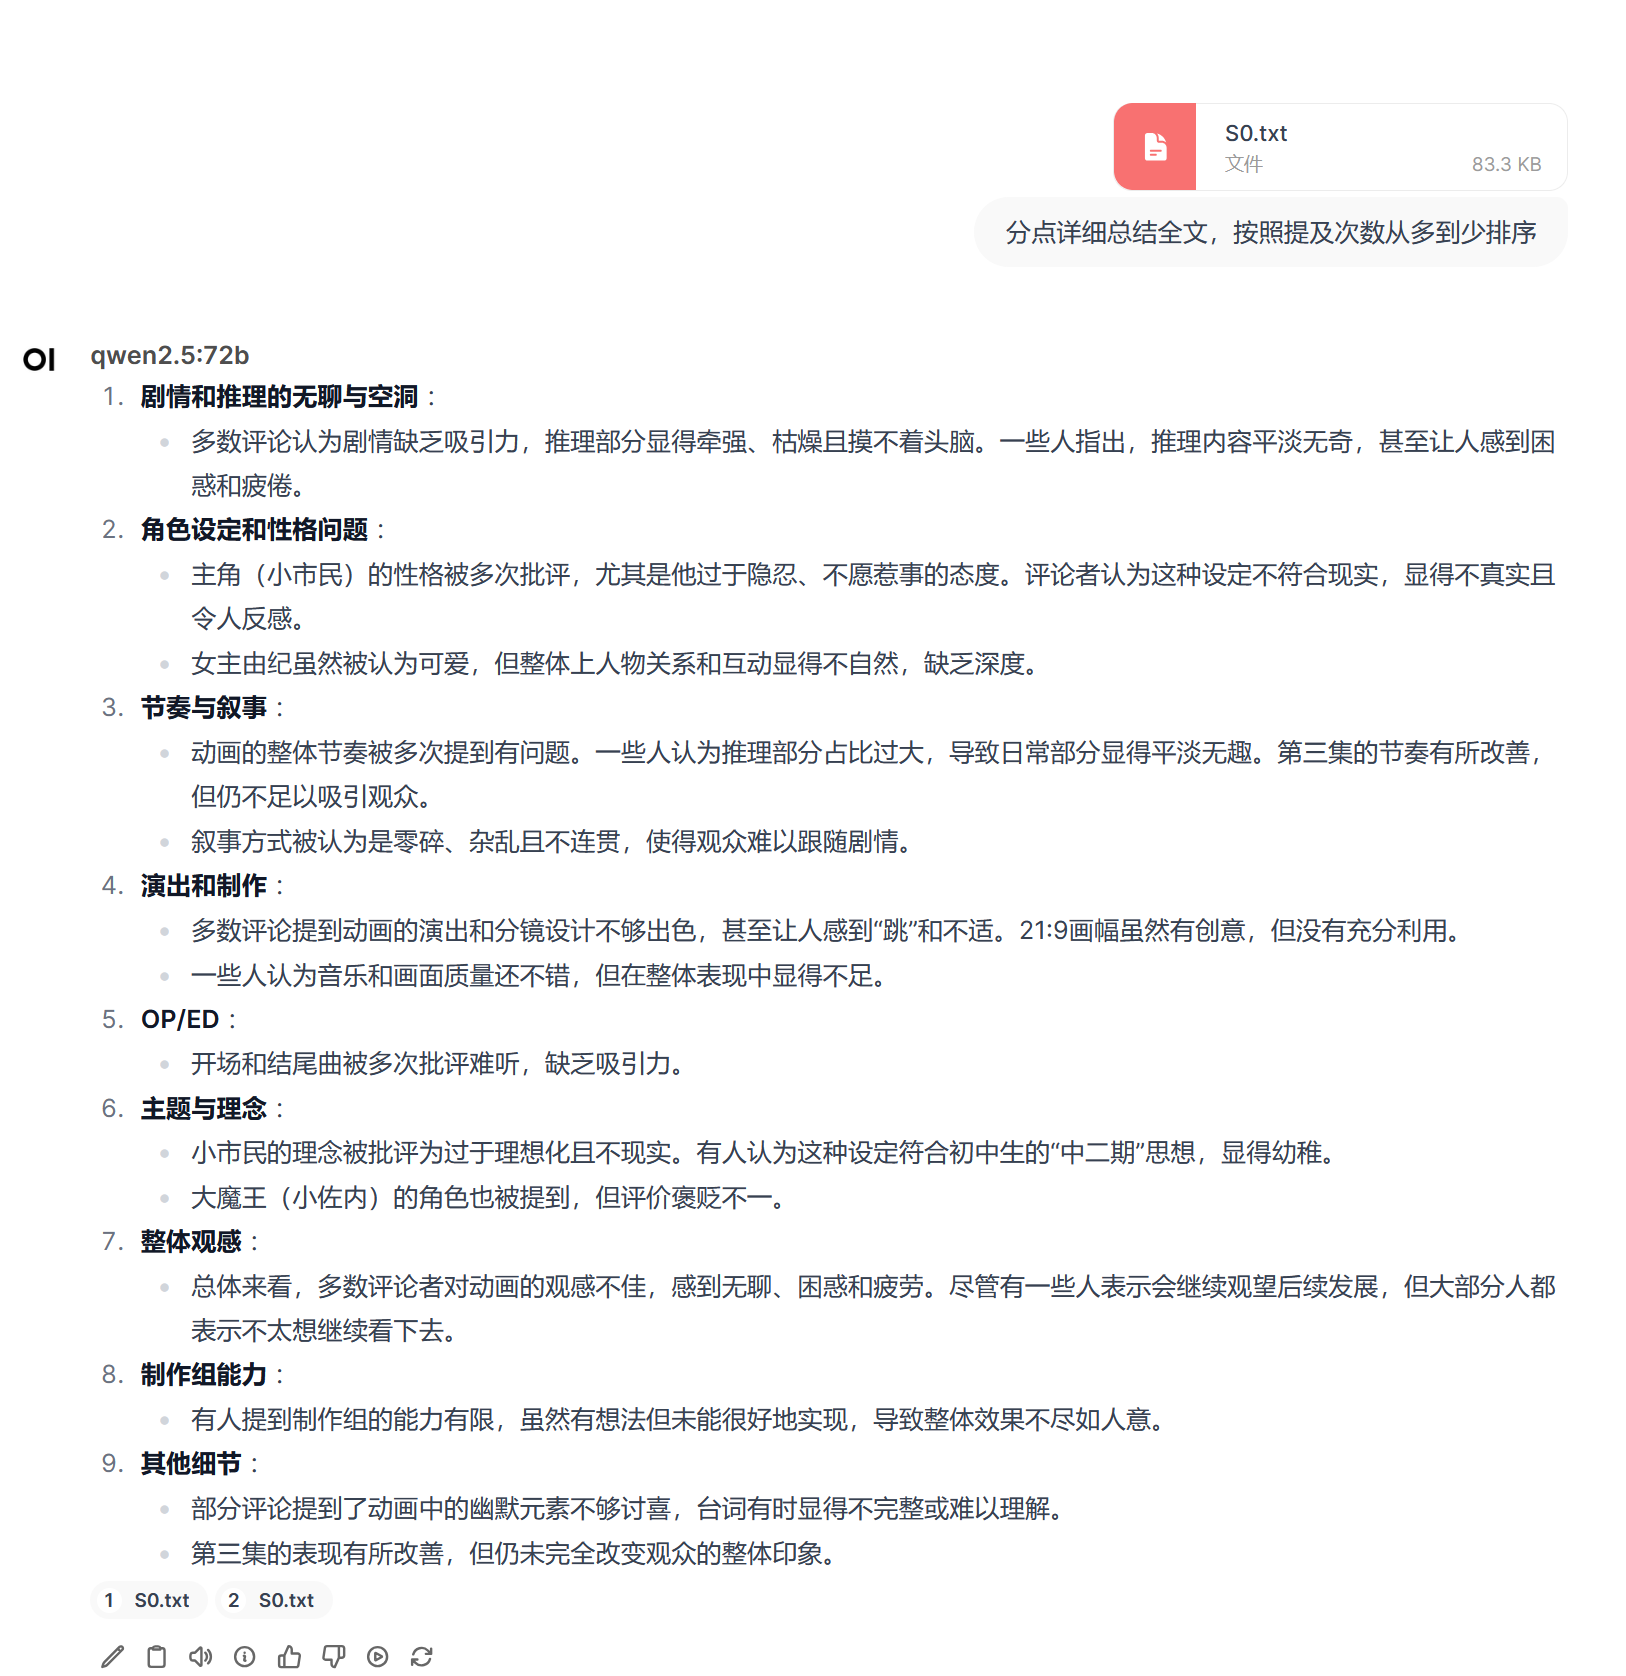 S0.txt
文件 83.3 KB
分点详细总结全文，按照提及次数从多到少排序
OI qwen2.5:72b
1. 剧情和推理的无聊与空洞：
多数评论认为剧情缺乏吸引力，推理部分显得牵强、枯燥且摸不着头脑。一些人指出，推理内容平淡无奇，甚至让人感到困
惑和疲倦。
2. 角色设定和性格问题：
主角（小市民）的性格被多次批评，尤其是他过于隐忍、不愿惹事的态度。评论者认为这种设定不符合现实，显得不真实且
令人反感。
女主由纪虽然被认为可爱，但整体上人物关系和互动显得不自然，缺乏深度。
3. 节奏与叙事：
动画的整体节奏被多次提到有问题。一些人认为推理部分占比过大，导致日常部分显得平淡无趣。第三集的节奏有所改善，
但仍不足以吸引观众。
叙事方式被认为是零碎、杂乱且不连贯，使得观众难以跟随剧情。
4. 演出和制作：
多数评论提到动画的演出和分镜设计不够出色，甚至让人感到“跳”和不适。21:9画幅虽然有创意，但没有充分利用。
一些人认为音乐和画面质量还不错，但在整体表现中显得不足。
5. OP/ED：
开场和结尾曲被多次批评难听，缺乏吸引力。
6. 主题与理念：
小市民的理念被批评为过于理想化且不现实。有人认为这种设定符合初中生的“中二期”思想，显得幼稚。
大魔王（小佐内）的角色也被提到，但评价褒贬不一。
7. 整体观感：
总体来看，多数评论者对动画的观感不佳，感到无聊、困惑和疲劳。尽管有一些人表示会继续观望后续发展，但大部分人都
表示不太想继续看下去。
8. 制作组能力：
有人提到制作组的能力有限，虽然有想法但未能很好地实现，导致整体效果不尽如人意。
9. 其他细节：
部分评论提到了动画中的幽默元素不够讨喜，台词有时显得不完整或难以理解。
第三集的表现有所改善，但仍未完全改变观众的整体印象。
1 S0.txt 2 S0.txt